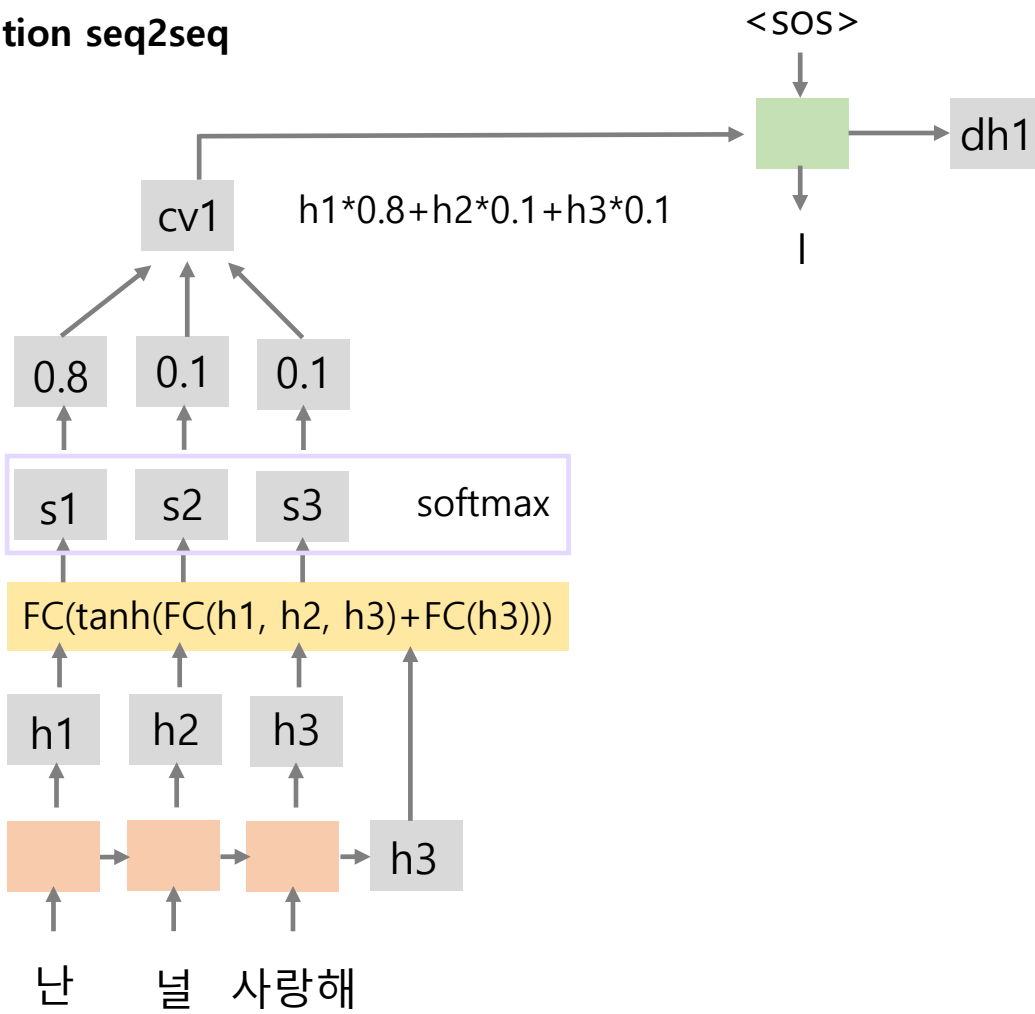 tion seq2seq
<sos>
dh1
cv1
h1*0.8+h2*0.1+h3*0.1
I
0.8 0.1 0.1
s1 s2 s3 softmax
FC(tanh(FC(h1, h2, h3)+FC(h3)))
h1 h2 h3
h3
난 널 사랑해